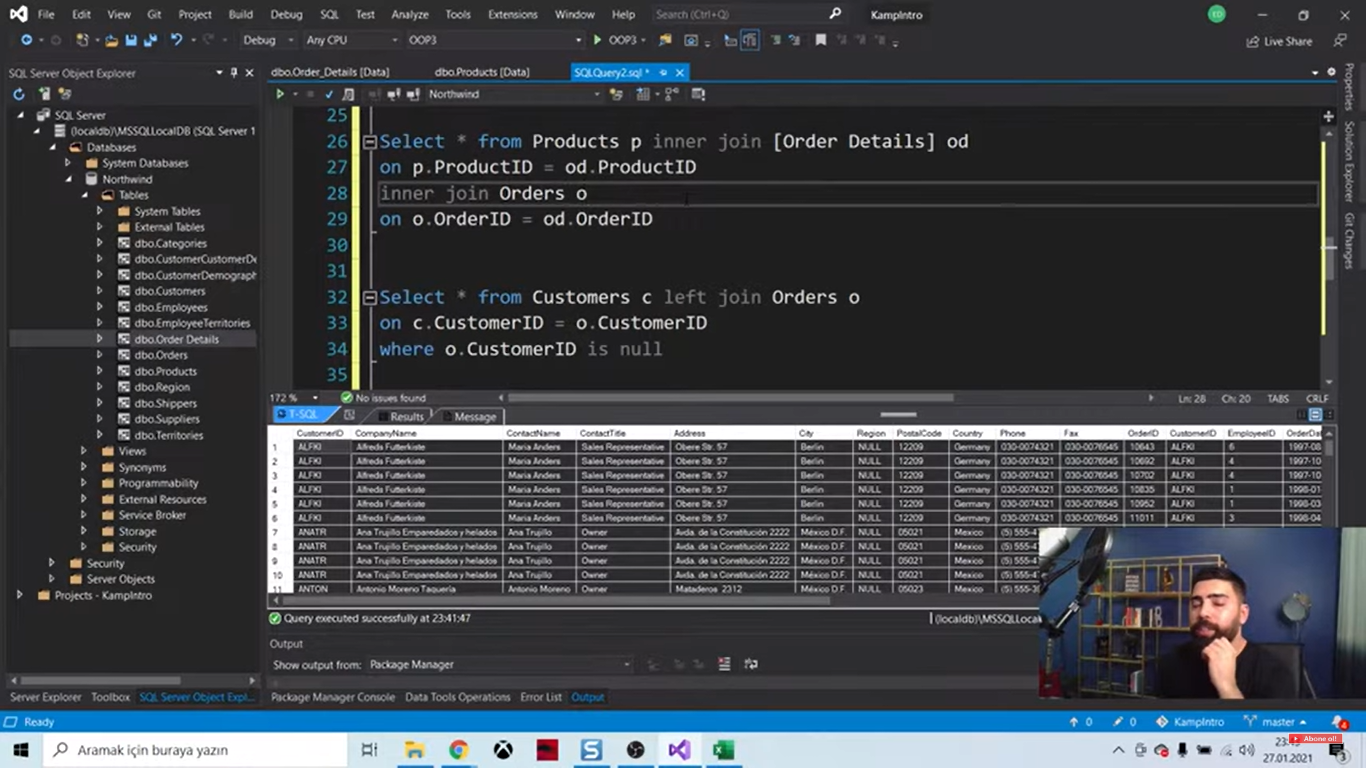 File Edit View Git Project Build Debug SQL Test Analyze Tools Extensions Window Help Search (Ctrl+Q) KampIntro ED
Debug Any CPU OOP3 OOP3 Live Share
SQL Server Object Explorer
dbo.Order_Details [Data] dbo.Products [Data] SQLQuery2.sql *
Northwind
SQL Server
(localdb)\MSSQLLocalDB (SQL Server 1
Databases
System Databases
Northwind
Tables
System Tables
External Tables
dbo.Categories
dbo.CustomerCustomerDe
dbo.CustomerDemograph
dbo.Customers
dbo.Employees
dbo.EmployeeTerritories
dbo.Order Details
dbo.Orders
dbo.Products
dbo.Region
dbo.Shippers
dbo.Suppliers
dbo.Territories
Views
Synonyms
Programmability
External Resources
Service Broker
Storage
Security
Security
Server Objects
Projects - KampIntro
25
26 Select * from Products p inner join [Order Details] od
27 on p.ProductID = od.ProductID
28 inner join Orders o
29 on o.OrderID = od.OrderID
30
31
32 Select * from Customers c left join Orders o
33 on c.CustomerID = o.CustomerID
34 where o.CustomerID is null
35
172 % No issues found Ln: 28 Ch: 20 TABS CRLF
T-SQL Results Message
CustomerID CompanyName ContactName ContactTitle Address City Region PostalCode Country Phone Fax OrderID CustomerID EmployeeID OrderDat
1 ALFKI Alfreds Futterkiste Maria Anders Sales Representative Obere Str. 57 Berlin NULL 12209 Germany 030-0074321 030-0076545 10643 ALFKI 6 1997-08
2 ALFKI Alfreds Futterkiste Maria Anders Sales Representative Obere Str. 57 Berlin NULL 12209 Germany 030-0074321 030-0076545 10692 ALFKI 4 1997-10
3 ALFKI Alfreds Futterkiste Maria Anders Sales Representative Obere Str. 57 Berlin NULL 12209 Germany 030-0074321 030-0076545 10702 ALFKI 4 1997-10
4 ALFKI Alfreds Futterkiste Maria Anders Sales Representative Obere Str. 57 Berlin NULL 12209 Germany 030-0074321 030-0076545 10835 ALFKI 1 1998-01
5 ALFKI Alfreds Futterkiste Maria Anders Sales Representative Obere Str. 57 Berlin NULL 12209 Germany 030-0074321 030-0076545 10952 ALFKI 1 1998-03
6 ALFKI Alfreds Futterkiste Maria Anders Sales Representative Obere Str. 57 Berlin NULL 12209 Germany 030-0074321 030-0076545 11011 ALFKI 3 1998-04
7 ANATR Ana Trujillo Emparedados y helados Ana Trujillo Owner Avda. de la Constitución 2222 México D.F. NULL 05021 Mexico (5) 555-4
8 ANATR Ana Trujillo Emparedados y helados Ana Trujillo Owner Avda. de la Constitución 2222 México D.F. NULL 05021 Mexico (5) 555-4
9 ANATR Ana Trujillo Emparedados y helados Ana Trujillo Owner Avda. de la Constitución 2222 México D.F. NULL 05021 Mexico (5) 555-4
10 ANATR Ana Trujillo Emparedados y helados Ana Trujillo Owner Avda. de la Constitución 2222 México D.F. NULL 05021 Mexico (5) 555-4
11 ANTON Antonio Moreno Taquería Antonio Moreno Owner Mataderos 2312 México D.F. NULL 05023 Mexico (5) 555-3
Query executed successfully at 23:41:47 (localdb)\MSSQLLocal
Output
Show output from: Package Manager
Server Explorer Toolbox SQL Server Object Expl... Package Manager Console Data Tools Operations Error List Output
Properties
Solution Explorer
Git Changes
Ready 0 0 KampIntro master 4
Aramak için buraya yazın
Abone ol!
27.01.2021 3